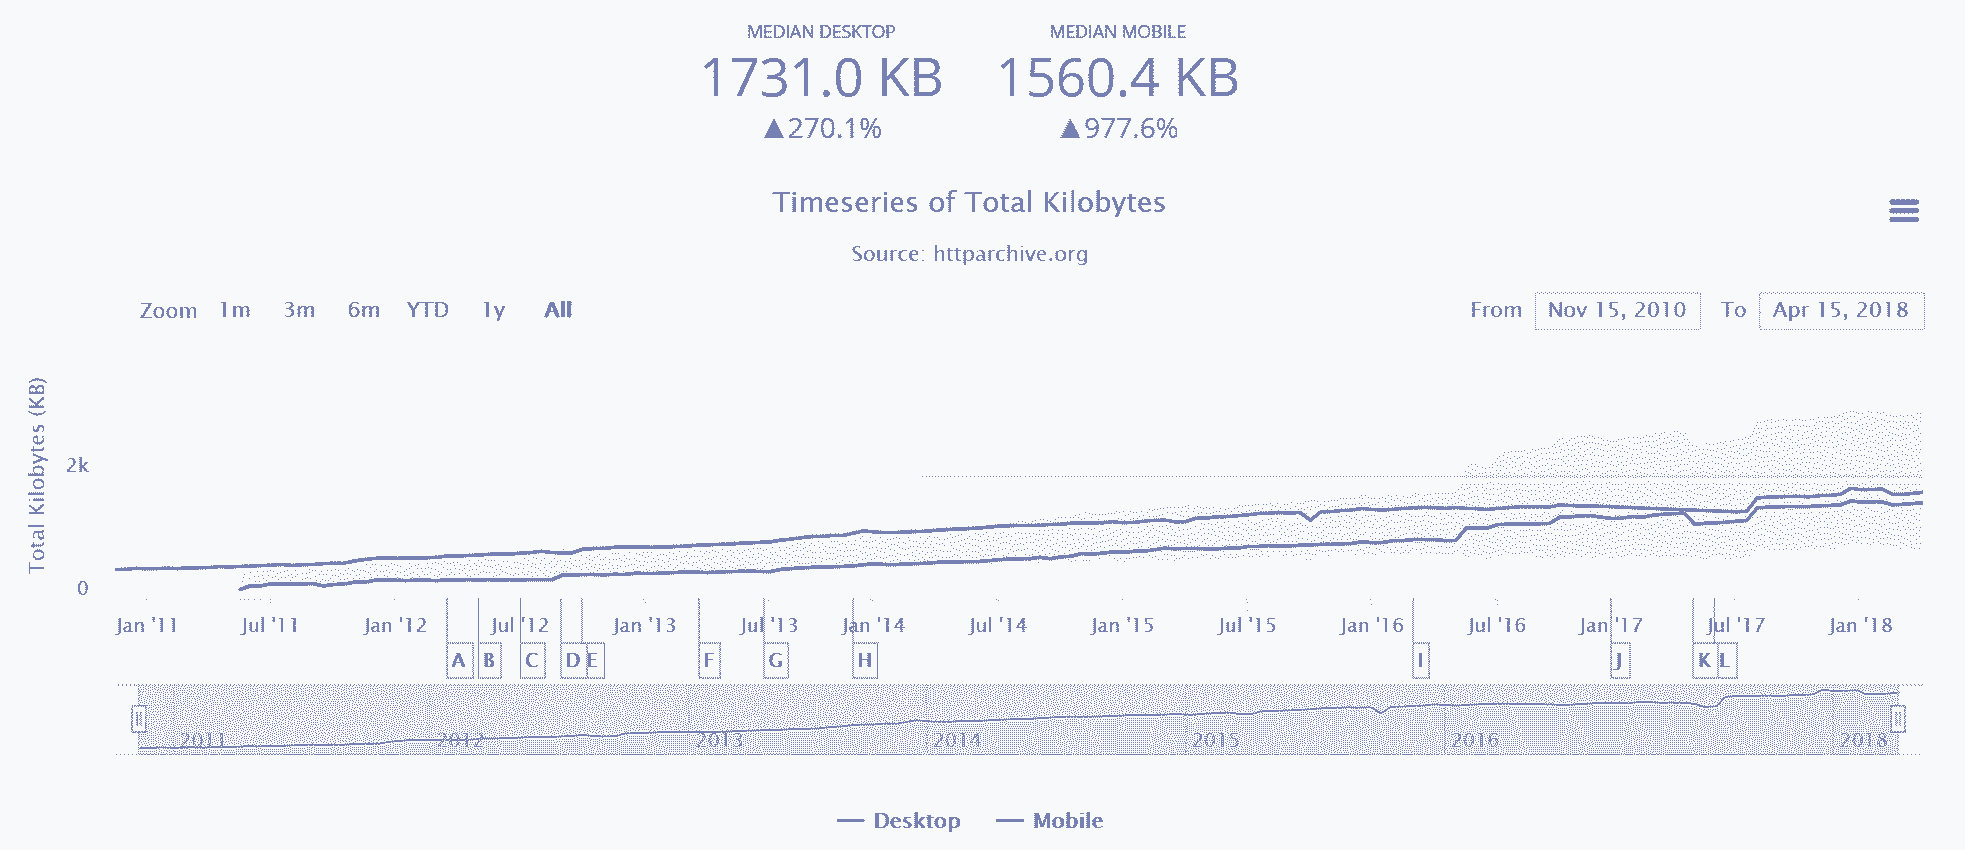 MEDIAN DESKTOP MEDIAN MOBILE
1731.0 KB 1560.4 KB
▲270.1% ▲977.6%
Timeseries of Total Kilobytes
Source: httparchive.org
Zoom 1m 3m 6m YTD 1y All From Nov 15, 2010 To Apr 15, 2018
Total Kilobytes (KB)
2k
0
Jan '11 Jul '11 Jan '12 Jul '12 Jan '13 Jul '13 Jan '14 Jul '14 Jan '15 Jul '15 Jan '16 Jul '16 Jan '17 Jul '17 Jan '18
A B C D E F G H I J K L
2011 2012 2013 2014 2015 2016 2018
Desktop Mobile